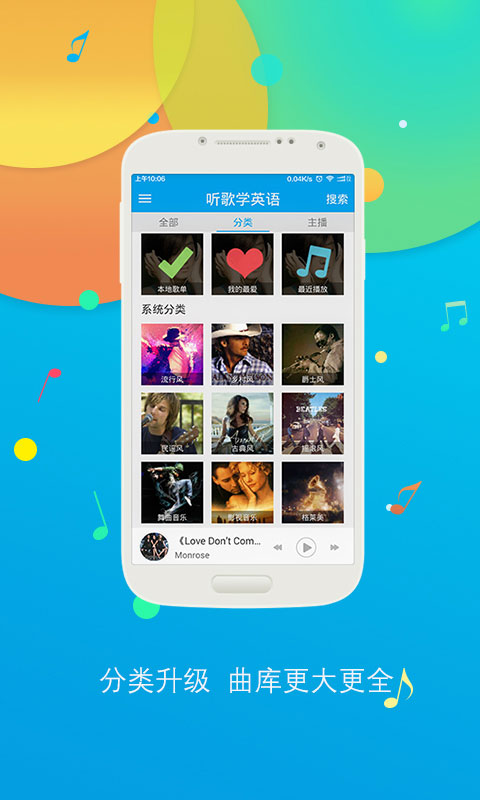 上午10:06 0.04K/s
听歌学英语 搜索
全部 分类 主播
本地歌单 我的最爱 最近播放
系统分类
流行风 乡村风 爵士风
BEATLES
民谣风 古典风 摇滚风
舞曲音乐 影视音乐 格莱美
《Love Don't Com...
Monrose
分类升级 曲库更大更全